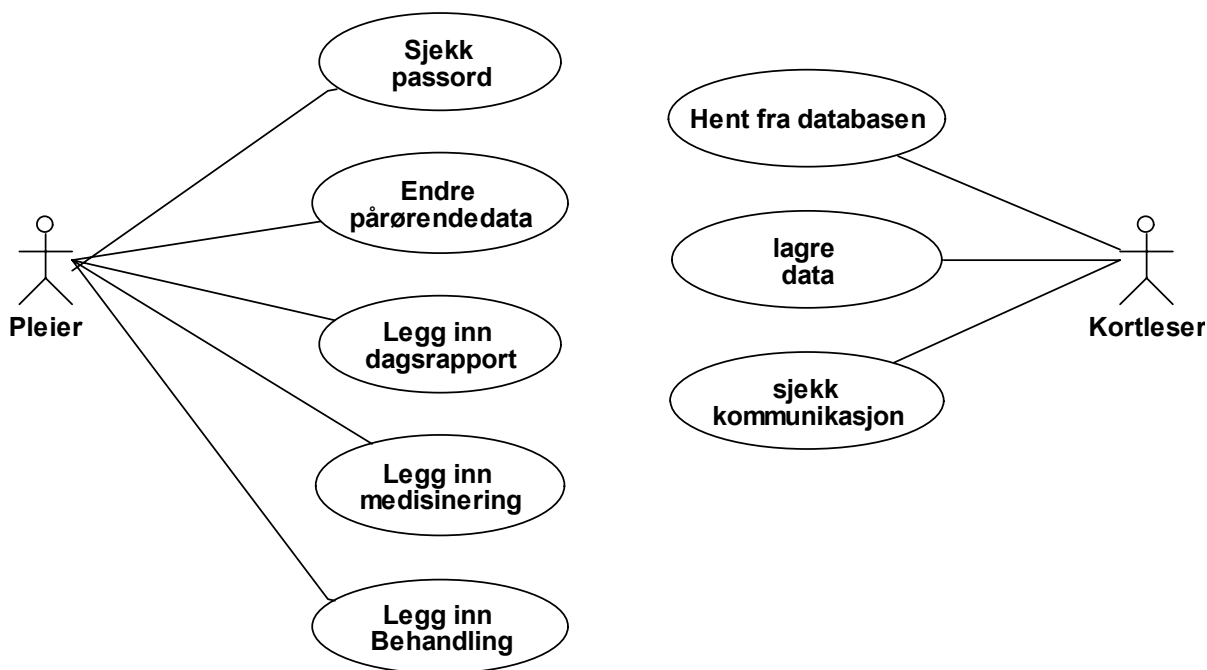 Sjekk
passord
Endre
pårørendedata
Pleier
Legg inn
dagsrapport
Legg inn
medisinering
Legg inn
Behandling
Hent fra databasen
lagre
data
Kortleser
sjekk
kommunikasjon